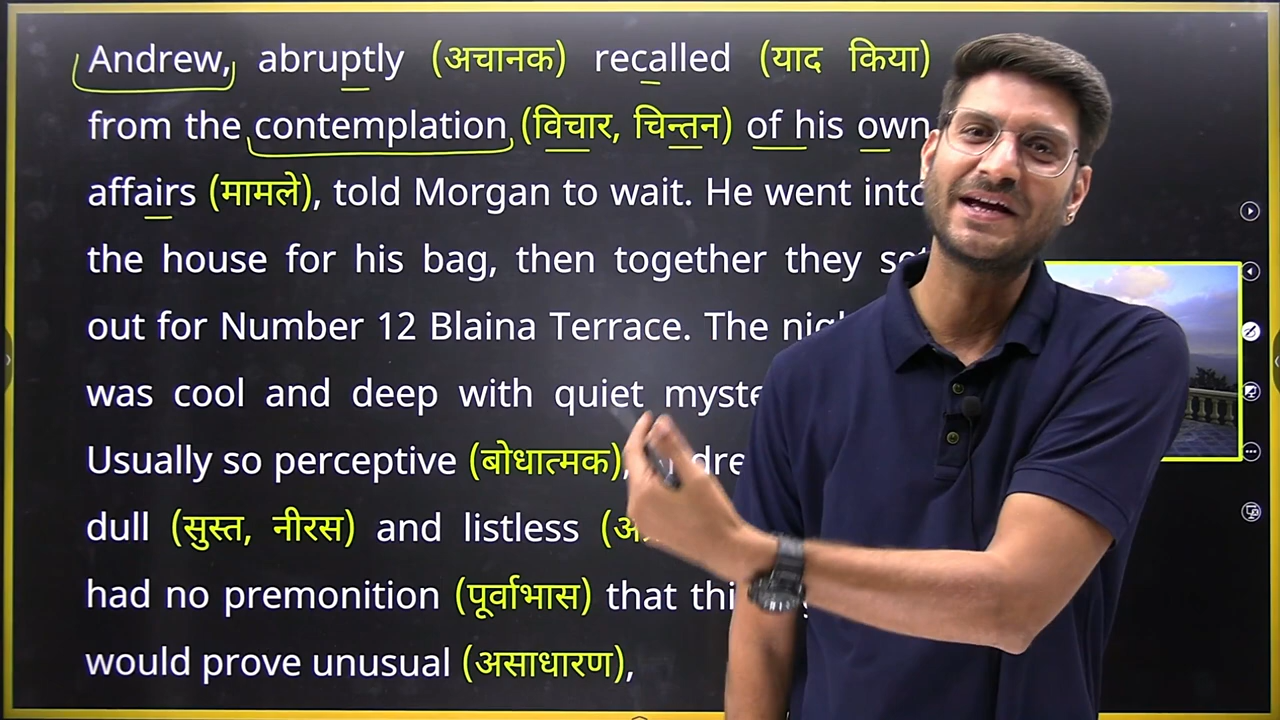 Andrew, abruptly (अचानक) recalled (याद किया)
from the contemplation (विचार, चिन्तन) of his own
affairs (मामले), told Morgan to wait. He went into
the house for his bag, then together they set
out for Number 12 Blaina Terrace. The
was cool and deep with quiet
Usually so perceptive (बोधात्मक),
dull (सुस्त, नीरस) and listless
had no premonition (पूर्वाभास) that
would prove unusual (असाधारण),